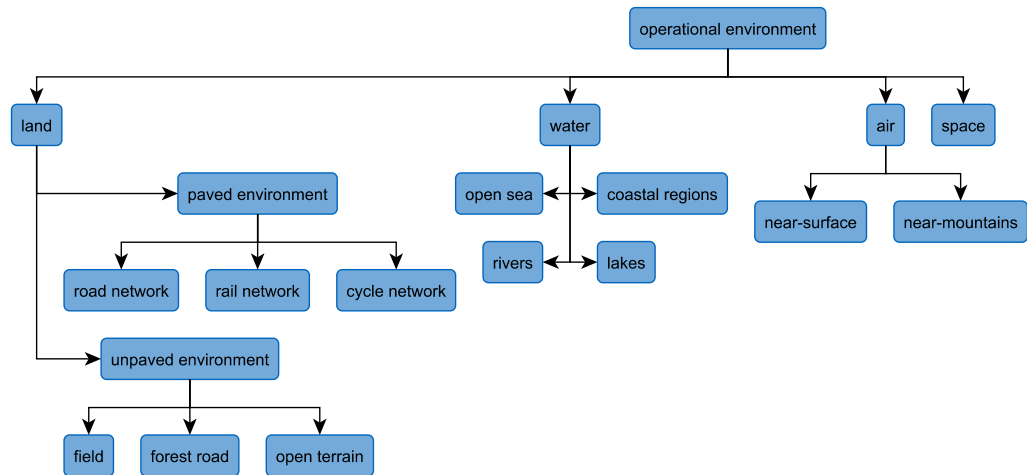 operational environment
land
water
air
space
paved environment
open sea
coastal regions
near-surface
near-mountains
road network
rail network
cycle network
rivers
lakes
unpaved environment
field
forest road
open terrain